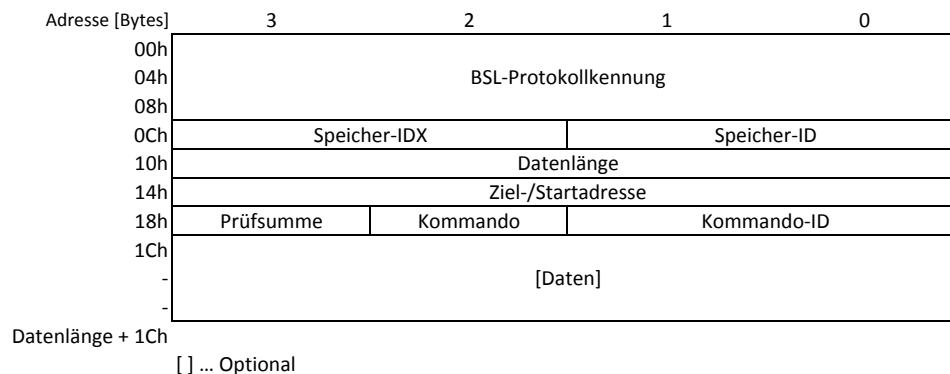 Adresse [Bytes] 3 2 1 0
00h
04h BSL-Protokollkennung
08h
0Ch Speicher-IDX Speicher-ID
10h Datenlänge
14h Ziel-/Startadresse
18h Prüfsumme Kommando Kommando-ID
1Ch
- [Daten]
-
Datenlänge + 1Ch
[ ] ... Optional